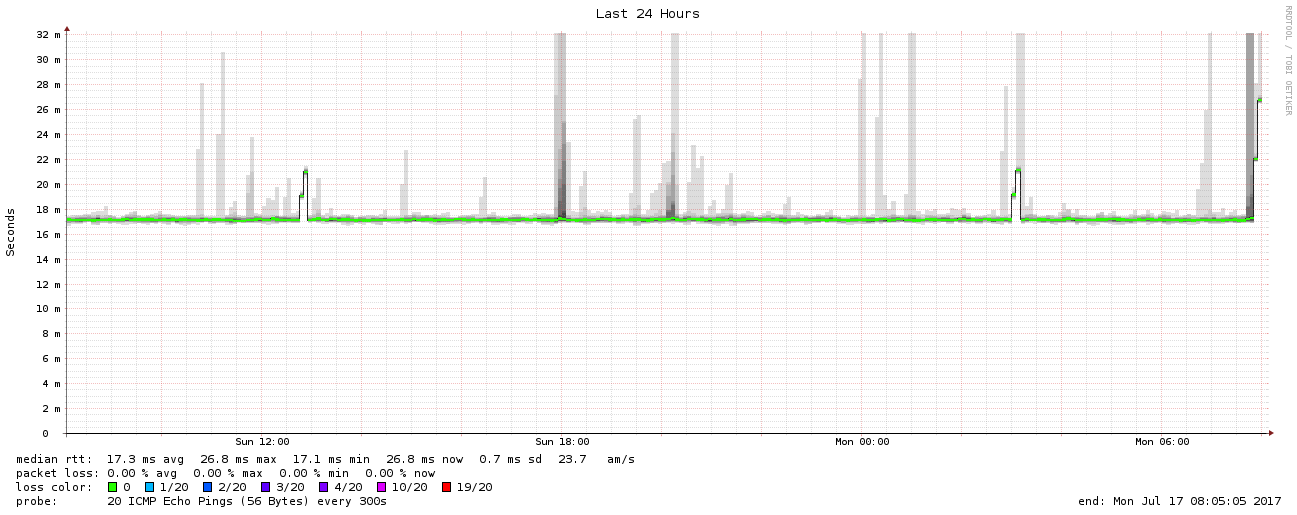 Last 24 Hours
RRDTOOL / TOBI OETIKER
32 m
30 m
28 m
26 m
24 m
22 m
20 m
18 m
16 m
14 m
12 m
10 m
8 m
6 m
4 m
2 m
0
Seconds
Sun 12:00 Sun 18:00 Mon 00:00 Mon 06:00
median rtt: 17.3 ms avg 26.8 ms max 17.1 ms min 26.8 ms now 0.7 ms sd 23.7 am/s
packet loss: 0.00 % avg 0.00 % max 0.00 % min 0.00 % now
loss color: 0 1/20 2/20 3/20 4/20 10/20 19/20
probe: 20 ICMP Echo Pings (56 Bytes) every 300s end: Mon Jul 17 08:05:05 2017